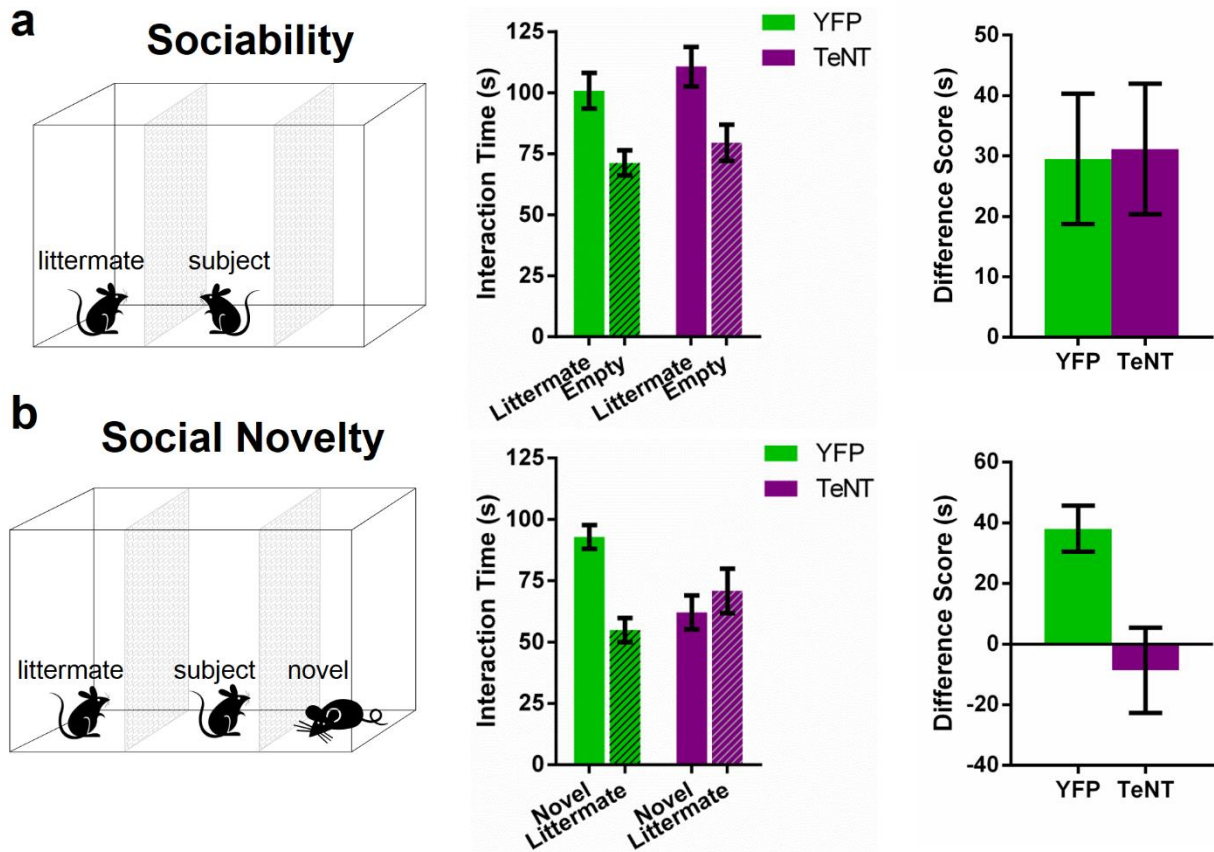 a
Sociability
littermate subject
Interaction Time (s)
125
100
75
50
25
0
Littermate
Empty
Littermate
Empty
YFP
TeNT
Difference Score (s)
50
40
30
20
10
0
YFP TeNT
b
Social Novelty
littermate subject novel
Interaction Time (s)
125
100
75
50
25
0
Novel
Littermate
Novel
Littermate
YFP
TeNT
Difference Score (s)
60
40
20
0
-20
-40
YFP TeNT